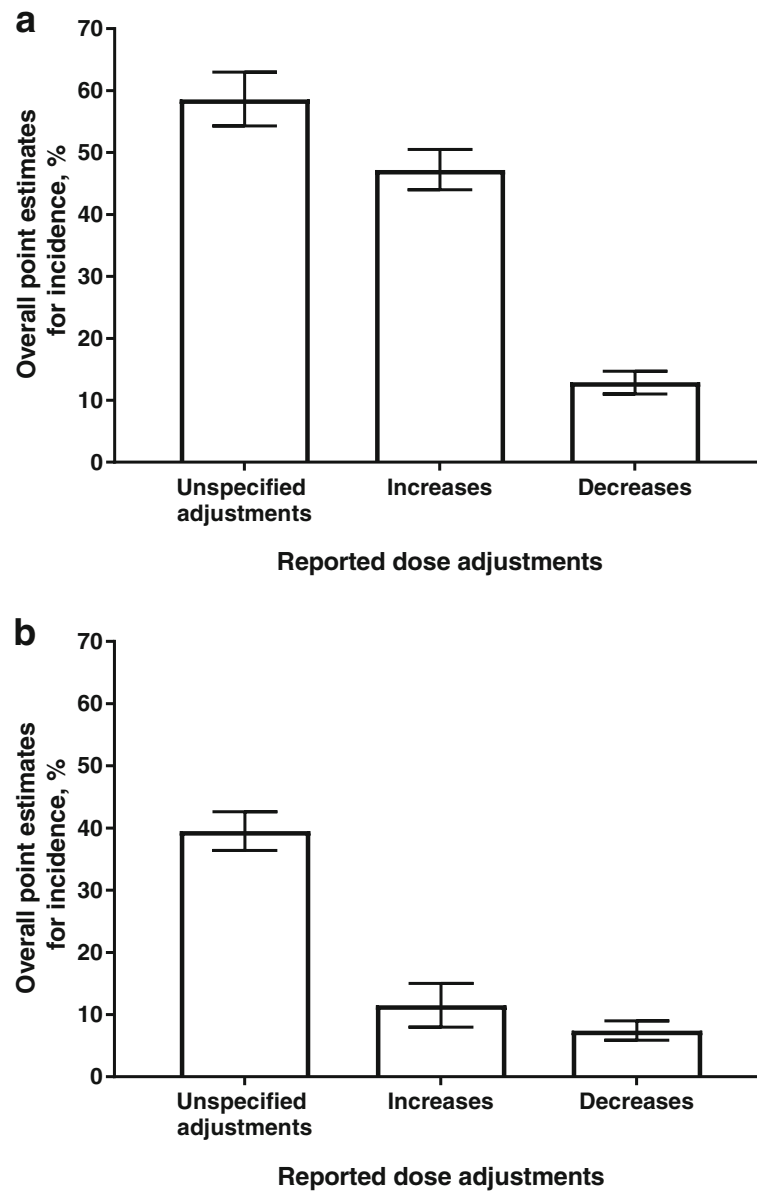 a
Overall point estimates
for incidence, %
70
60
50
40
30
20
10
0
Unspecified
adjustments
Increases
Decreases
Reported dose adjustments
b
Overall point estimates
for incidence, %
70
60
50
40
30
20
10
0
Unspecified
adjustments
Increases
Decreases
Reported dose adjustments